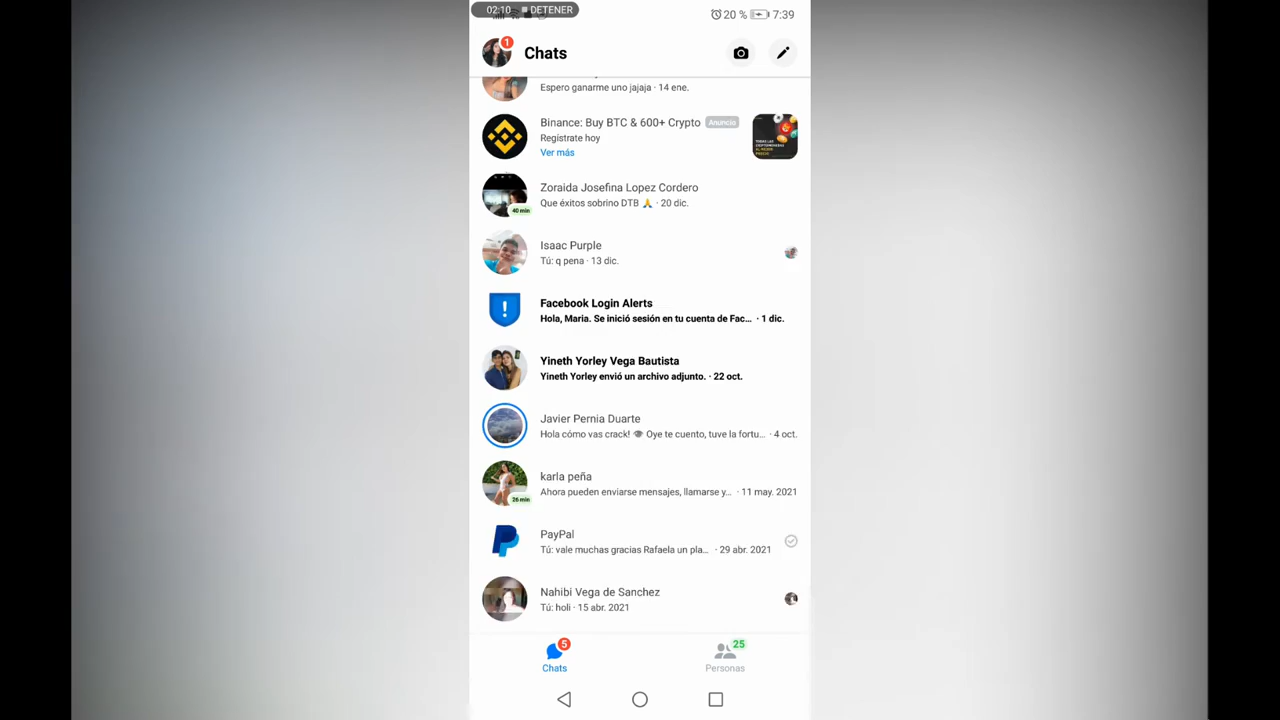 02:10 DETENER
20 % 7:39
1
Chats
Espero ganarme uno jajaja · 14 ene.
Binance: Buy BTC & 600+ Crypto Anuncio
Regístrate hoy
Ver más
Zoraida Josefina Lopez Cordero
Que éxitos sobrino DTB 🙏 · 20 dic.
40 min
Isaac Purple
Tú: q pena · 13 dic.
Facebook Login Alerts
Hola, Maria. Se inició sesión en tu cuenta de Fac... · 1 dic.
Yineth Yorley Vega Bautista
Yineth Yorley envió un archivo adjunto. · 22 oct.
Javier Pernia Duarte
Hola cómo vas crack! 👁 Oye te cuento, tuve la fortu... · 4 oct.
karla peña
Ahora pueden enviarse mensajes, llamarse y... · 11 may. 2021
26 min
PayPal
Tú: vale muchas gracias Rafaela un pla... · 29 abr. 2021
Nahibi Vega de Sanchez
Tú: holi · 15 abr. 2021
5
25
Chats
Personas